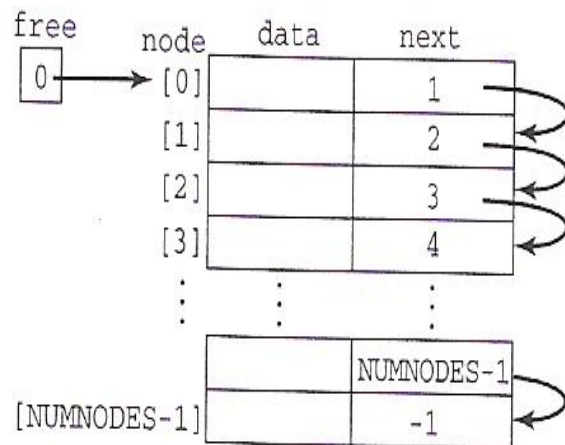 free
node data next
0
[0] 1
[1] 2
[2] 3
[3] 4
NUMNODES-1
[NUMNODES-1] -1